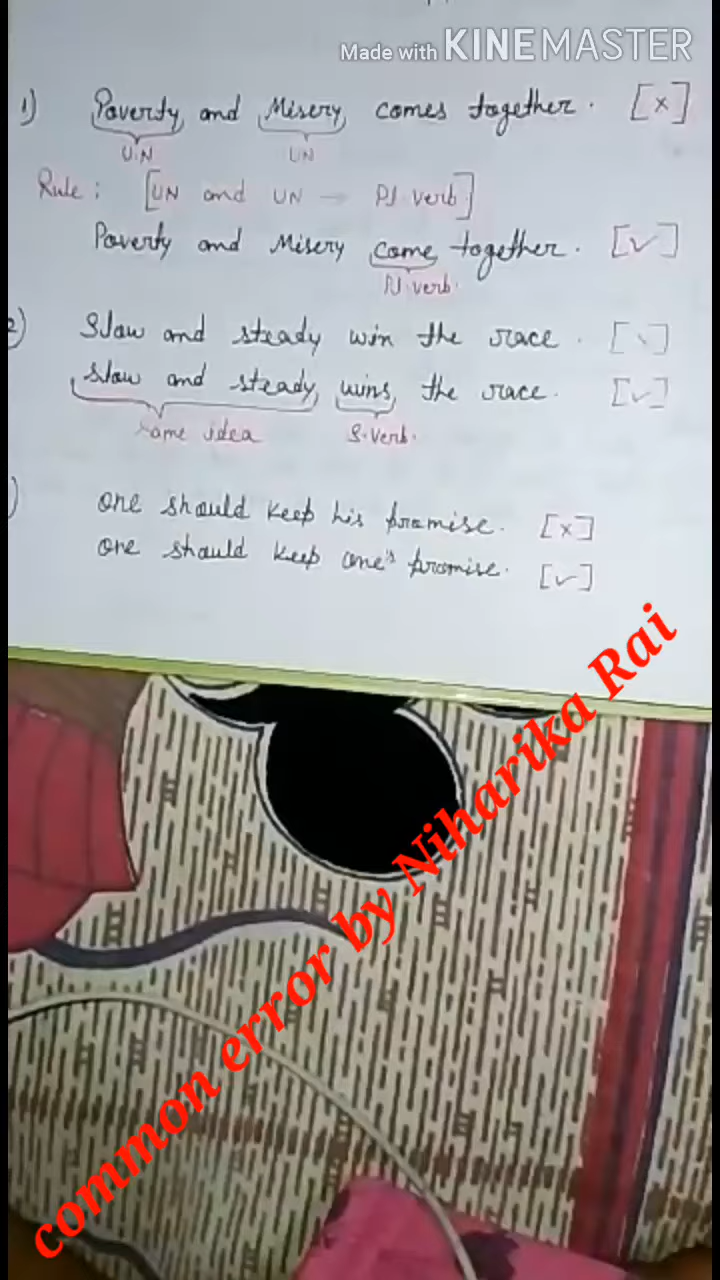 Made with KINEMASTER
1) Poverty and Misery comes together. [x]
U.N UN
Rule: [UN and UN → Pl verb]
Poverty and Misery come together. [✓]
Pl verb.
2) Slow and steady win the race. [x]
Slow and steady wins the race. [✓]
same idea S.verb.
) one should keep his promise. [x]
one should keep one's promise. [✓]
common error by Niharika Rai